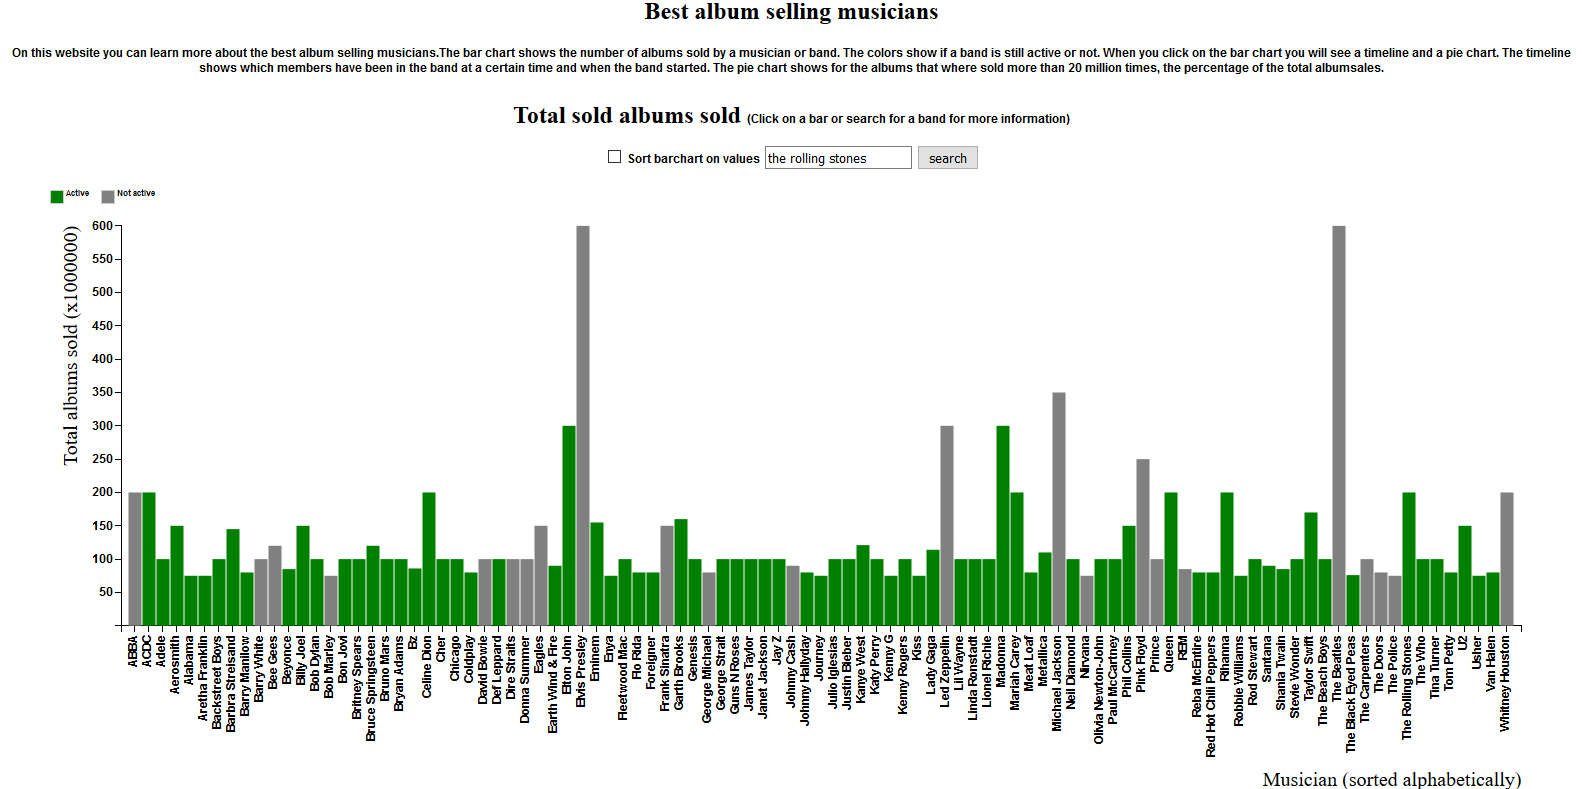 Best album selling musicians
On this website you can learn more about the best album selling musicians.The bar chart shows the number of albums sold by a musician or band. The colors show if a band is still active or not. When you click on the bar chart you will see a timeline and a pie chart. The timeline
shows which members have been in the band at a certain time and when the band started. The pie chart shows for the albums that where sold more than 20 million times, the percentage of the total albumsales.
Total sold albums sold (Click on a bar or search for a band for more information)
Sort barchart on values the rolling stones search
Active Not active
Total albums sold (x1000000)
600
550
500
450
400
350
300
250
200
150
100
50
ABBA
ACDC
Adele
Aerosmith
Alabama
Aretha Franklin
Backstreet Boys
Barbra Streisand
Barry Manilow
Barry White
Bee Gees
Beyonce
Billy Joel
Bob Dylan
Bob Marley
Bon Jovi
Britney Spears
Bruce Springsteen
Bruno Mars
Bryan Adams
Bz
Celine Dion
Cher
Chicago
Coldplay
David Bowie
Def Leppard
Dire Straits
Donna Summer
Eagles
Earth Wind & Fire
Elton John
Elvis Presley
Eminem
Enya
Fleetwood Mac
Flo Rida
Foreigner
Frank Sinatra
Garth Brooks
Genesis
George Michael
George Strait
Guns N Roses
James Taylor
Janet Jackson
Jay Z
Johnny Cash
Johnny Hallyday
Journey
Julio Iglesias
Justin Bieber
Kanye West
Katy Perry
Kenny G
Kenny Rogers
Kiss
Lady Gaga
Led Zeppelin
Lil Wayne
Linda Ronstadt
Lionel Richie
Madonna
Mariah Carey
Meat Loaf
Metallica
Michael Jackson
Neil Diamond
Nirvana
Olivia Newton-John
Paul McCartney
Phil Collins
Pink Floyd
Prince
Queen
REM
Reba McEntire
Red Hot Chili Peppers
Rihanna
Robbie Williams
Rod Stewart
Santana
Shania Twain
Stevie Wonder
Taylor Swift
The Beach Boys
The Beatles
The Black Eyed Peas
The Carpenters
The Doors
The Police
The Rolling Stones
The Who
Tina Turner
Tom Petty
U2
Usher
Van Halen
Whitney Houston
Musician (sorted alphabetically)